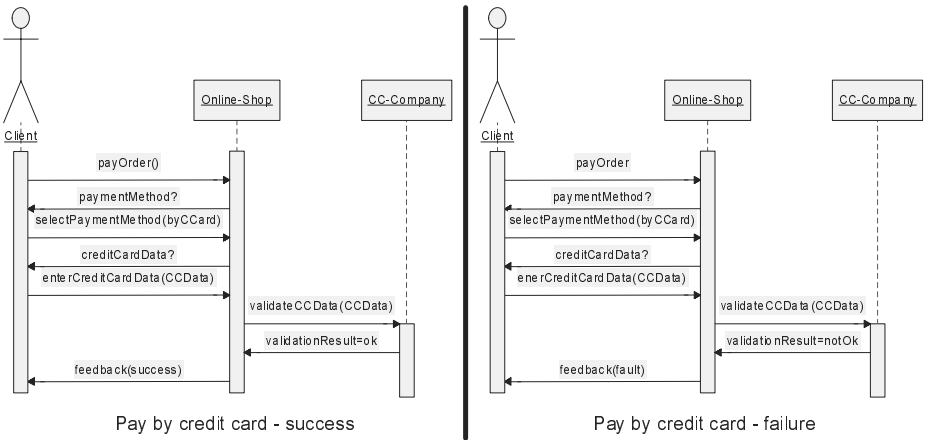 Client
Online-Shop
CC-Company
payOrder()
paymentMethod?
selectPaymentMethod(byCCard)
creditCardData?
enterCreditCardData(CCData)
validateCCData(CCData)
validationResult=ok
feedback(success)
Pay by credit card - success
Client
Online-Shop
CC-Company
payOrder
paymentMethod?
selectPaymentMethod(byCCard)
creditCardData?
enerCreditCardData(CCData)
validateCCData(CCData)
validationResult=notOk
feedback(fault)
Pay by credit card - failure